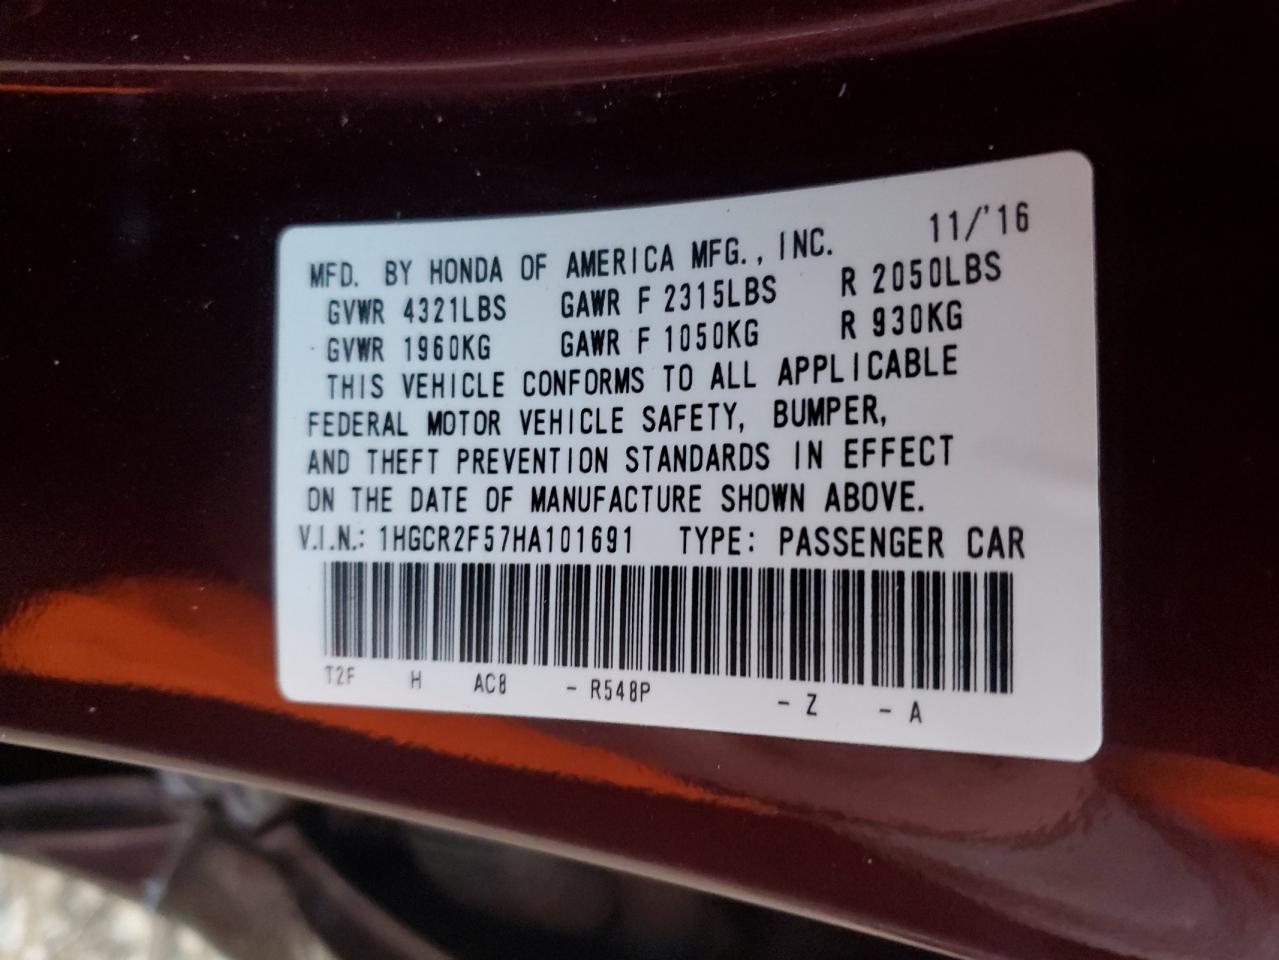 MFD. BY HONDA OF AMERICA MFG., INC. 11/'16
GVWR 4321LBS GAWR F 2315LBS R 2050LBS
GVWR 1960KG GAWR F 1050KG R 930KG
THIS VEHICLE CONFORMS TO ALL APPLICABLE
FEDERAL MOTOR VEHICLE SAFETY, BUMPER,
AND THEFT PREVENTION STANDARDS IN EFFECT
ON THE DATE OF MANUFACTURE SHOWN ABOVE.
V.I.N.: 1HGCR2F57HA101691 TYPE: PASSENGER CAR
T2F H AC8 - R548P - Z - A